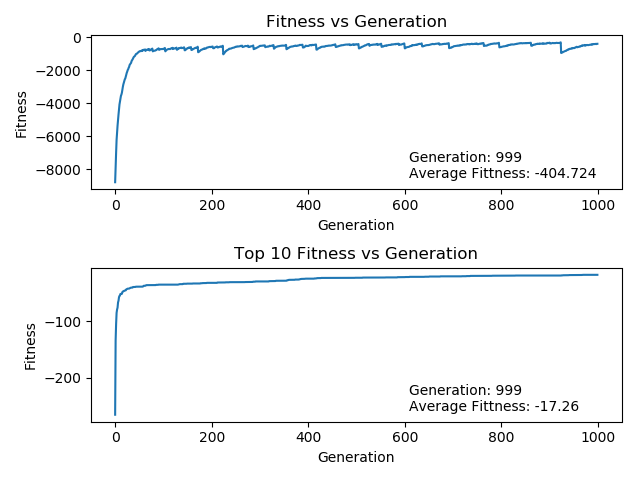 Fitness vs Generation
0
−2000
−4000
−6000
−8000
Fitness
Generation: 999
Average Fittness: -404.724
0 200 400 600 800 1000
Generation
Top 10 Fitness vs Generation
−100
−200
Fitness
Generation: 999
Average Fittness: -17.26
0 200 400 600 800 1000
Generation